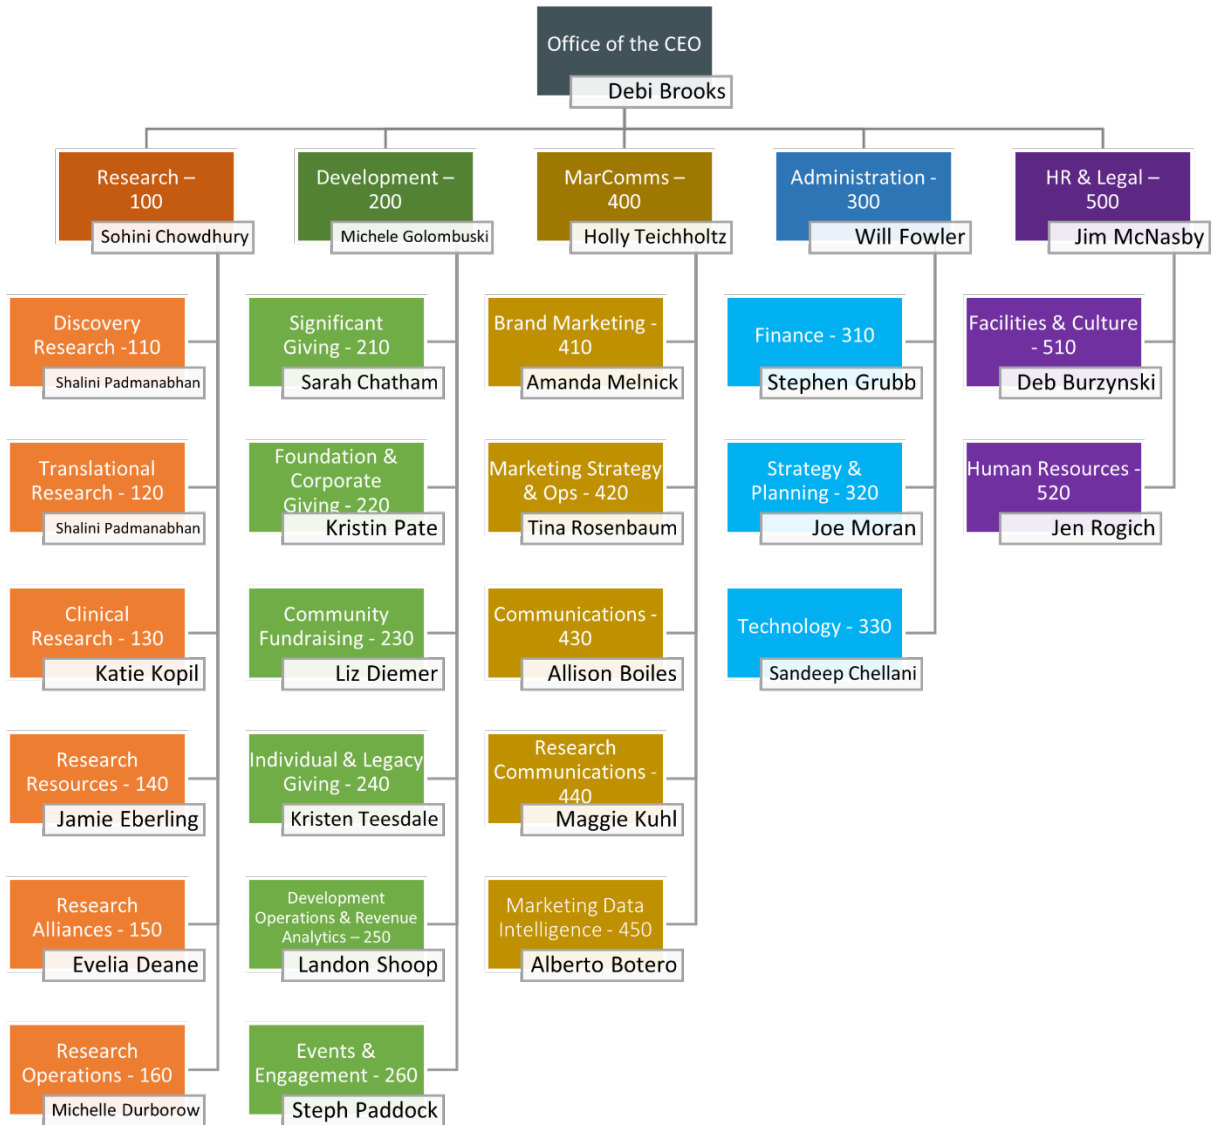 Office of the CEO
Debi Brooks
Research –
100
Sohini Chowdhury
Development –
200
Michele Golombuski
MarComms –
400
Holly Teichholtz
Administration -
300
Will Fowler
HR & Legal –
500
Jim McNasby
Discovery
Research -110
Shalini Padmanabhan
Significant
Giving - 210
Sarah Chatham
Brand Marketing -
410
Amanda Melnick
Finance - 310
Stephen Grubb
Facilities & Culture
- 510
Deb Burzynski
Translational
Research - 120
Shalini Padmanabhan
Foundation &
Corporate
Giving - 220
Kristin Pate
Marketing Strategy
& Ops - 420
Tina Rosenbaum
Strategy &
Planning - 320
Joe Moran
Human Resources -
520
Jen Rogich
Clinical
Research - 130
Katie Kopil
Community
Fundraising - 230
Liz Diemer
Communications -
430
Allison Boiles
Technology - 330
Sandeep Chellani
Research
Resources - 140
Jamie Eberling
Individual & Legacy
Giving - 240
Kristen Teesdale
Research
Communications -
440
Maggie Kuhl
Research
Alliances - 150
Evelia Deane
Development
Operations & Revenue
Analytics – 250
Landon Shoop
Marketing Data
Intelligence - 450
Alberto Botero
Research
Operations - 160
Michelle Durborow
Events &
Engagement - 260
Steph Paddock